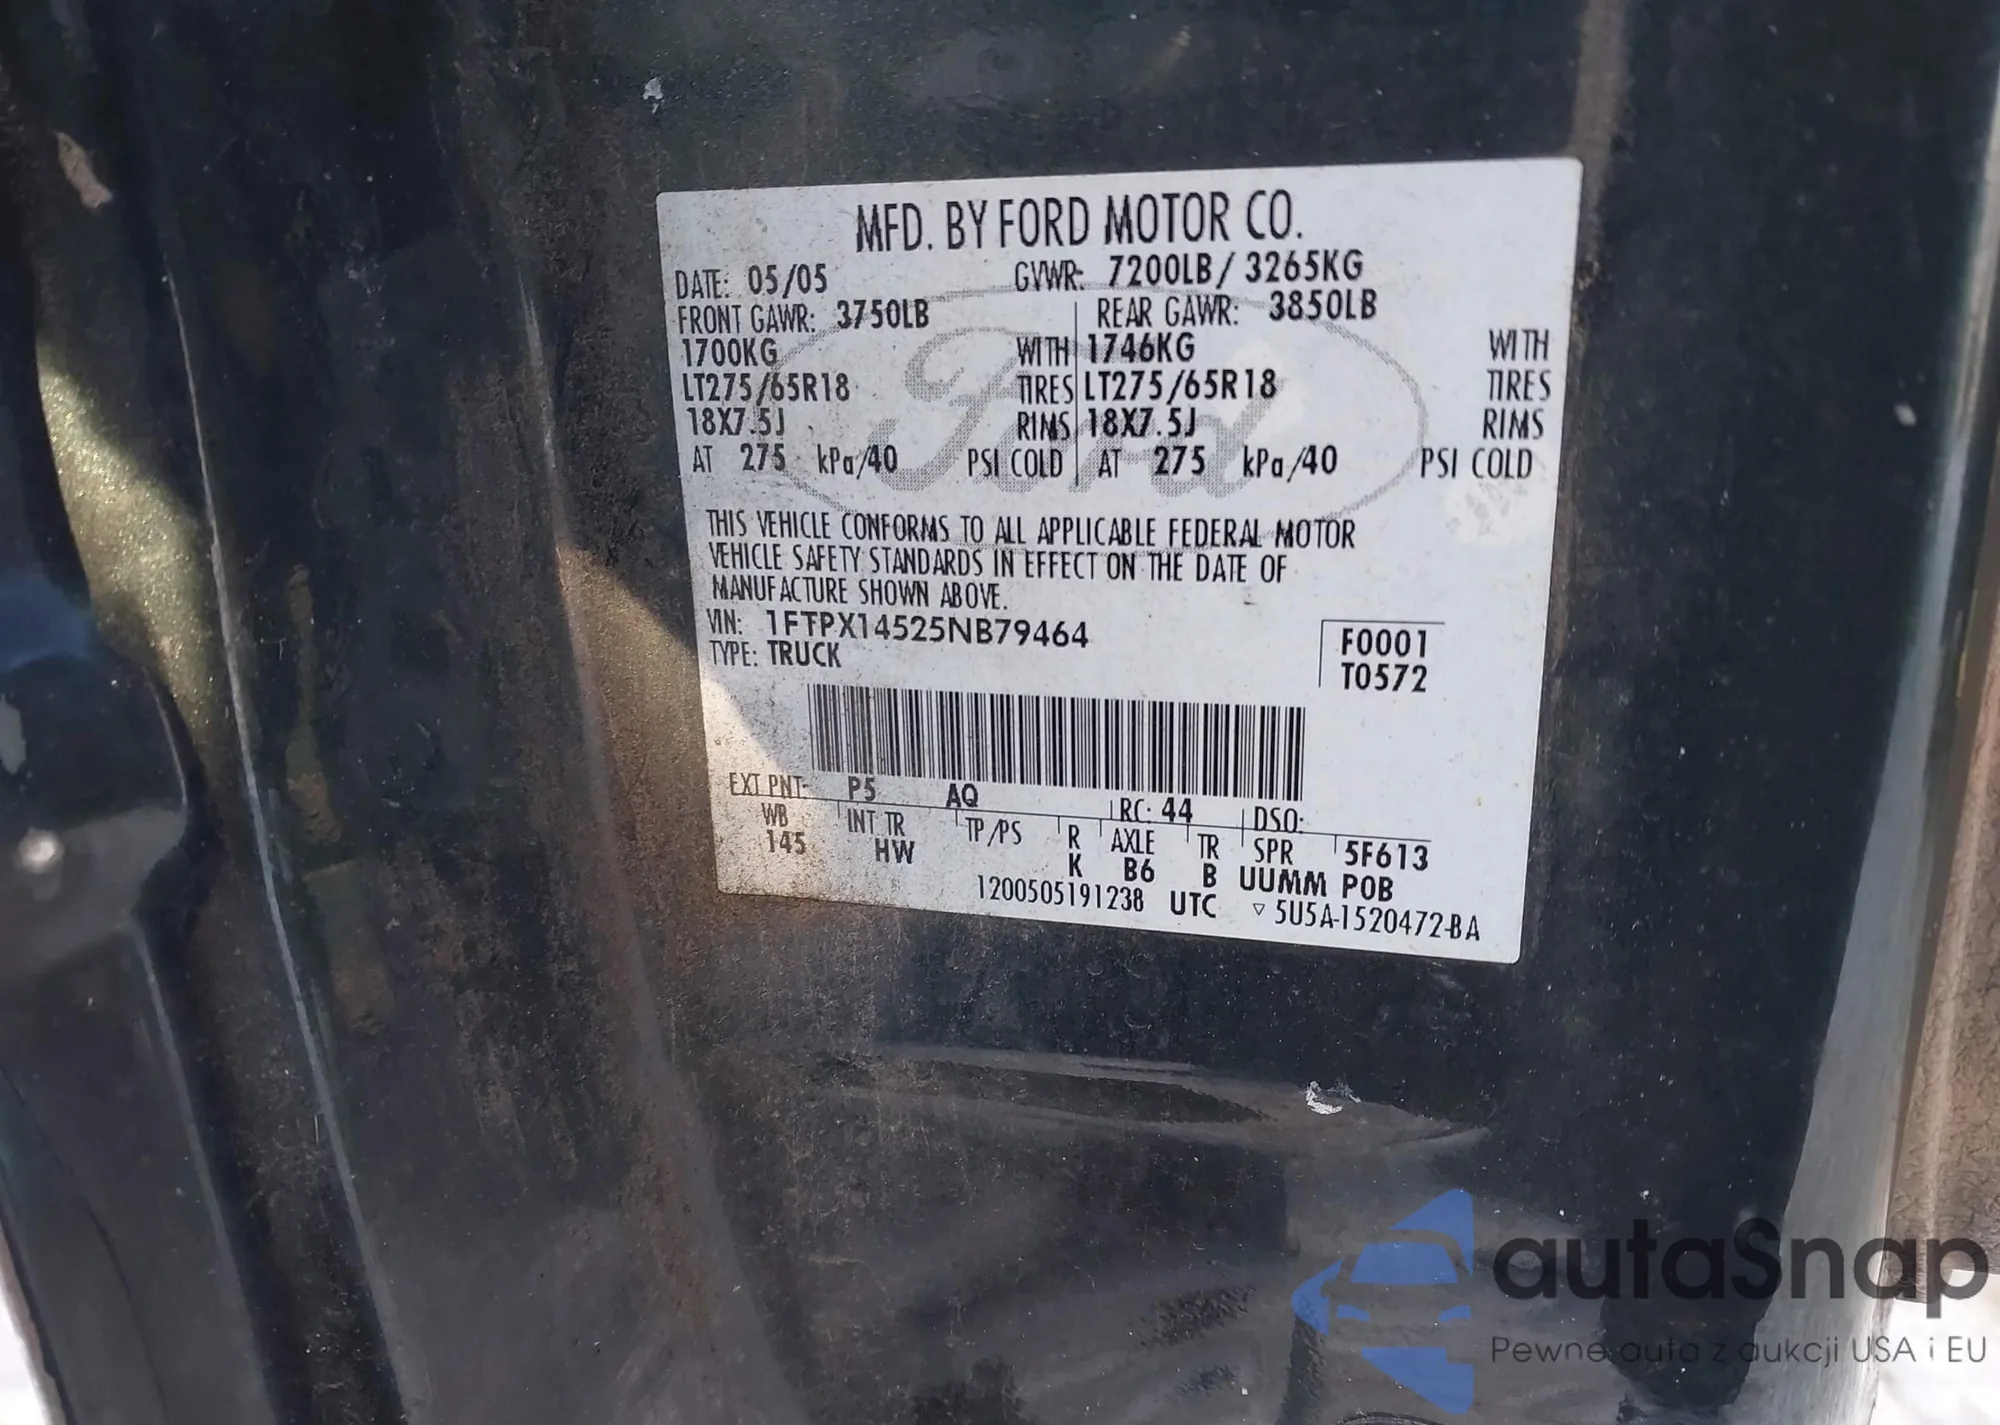 MFD. BY FORD MOTOR CO.
DATE: 05/05 GVWR: 7200LB/ 3265KG
FRONT GAWR: 3750LB REAR GAWR: 3850LB
1700KG WITH 1746KG WITH
LT275/65R18 TIRES LT275/65R18 TIRES
18X7.5J RIMS 18X7.5J RIMS
AT 275 kPa/40 PSI COLD AT 275 kPa/40 PSI COLD
Ford
THIS VEHICLE CONFORMS TO ALL APPLICABLE FEDERAL MOTOR
VEHICLE SAFETY STANDARDS IN EFFECT ON THE DATE OF
MANUFACTURE SHOWN ABOVE.
VIN: 1FTPX14525NB79464 F0001
TYPE: TRUCK T0572
EXT PNT: P5 AQ RC: 44 DSO:
WB INT TR TP/PS R AXLE TR SPR 5F613
145 HW K B6 B UUMM POB
1200505191238 UTC ▽ 5U5A-1520472-BA
autaSnap
Pewne auta z aukcji USA i EU